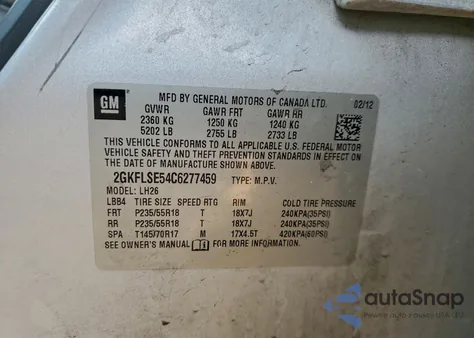 GM
MFD BY GENERAL MOTORS OF CANADA LTD. 02/12
GVWR GAWR FRT GAWR RR
2360 KG 1250 KG 1240 KG
5202 LB 2755 LB 2733 LB
THIS VEHICLE CONFORMS TO ALL APPLICABLE U.S. FEDERAL MOTOR
VEHICLE SAFETY AND THEFT PREVENTION STANDARDS IN EFFECT ON
THE DATE OF MANUFACTURE SHOWN ABOVE.
2GKFLSE54C6277459 TYPE: M.P.V.
MODEL: LH26
LBB4 TIRE SIZE SPEED RTG RIM COLD TIRE PRESSURE
FRT P235/55R18 T 18X7J 240KPA(35PSI)
RR P235/55R18 T 18X7J 240KPA(35PSI)
SPA T145/70R17 M 17X4.5T 420KPA(60PSI)
SEE OWNER'S MANUAL FOR MORE INFORMATION.
autoSnap